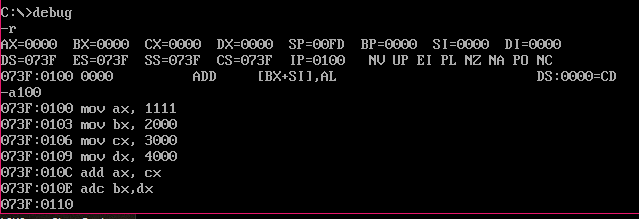 C:\>debug
-r
AX=0000 BX=0000 CX=0000 DX=0000 SP=00FD BP=0000 SI=0000 DI=0000
DS=073F ES=073F SS=073F CS=073F IP=0100 NV UP EI PL NZ NA PO NC
073F:0100 0000 ADD [BX+SI],AL DS:0000=CD
-a100
073F:0100 mov ax, 1111
073F:0103 mov bx, 2000
073F:0106 mov cx, 3000
073F:0109 mov dx, 4000
073F:010C add ax, cx
073F:010E adc bx,dx
073F:0110